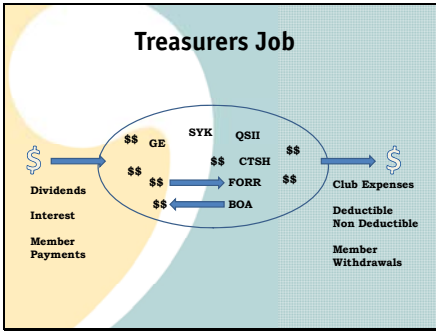 Treasurers Job
$$ GE SYK QSII
$ $$ CTSH $$ $
$$
$$ FORR $$
$$ BOA
Dividends
Interest
Member
Payments
Club Expenses
Deductible
Non Deductible
Member
Withdrawals